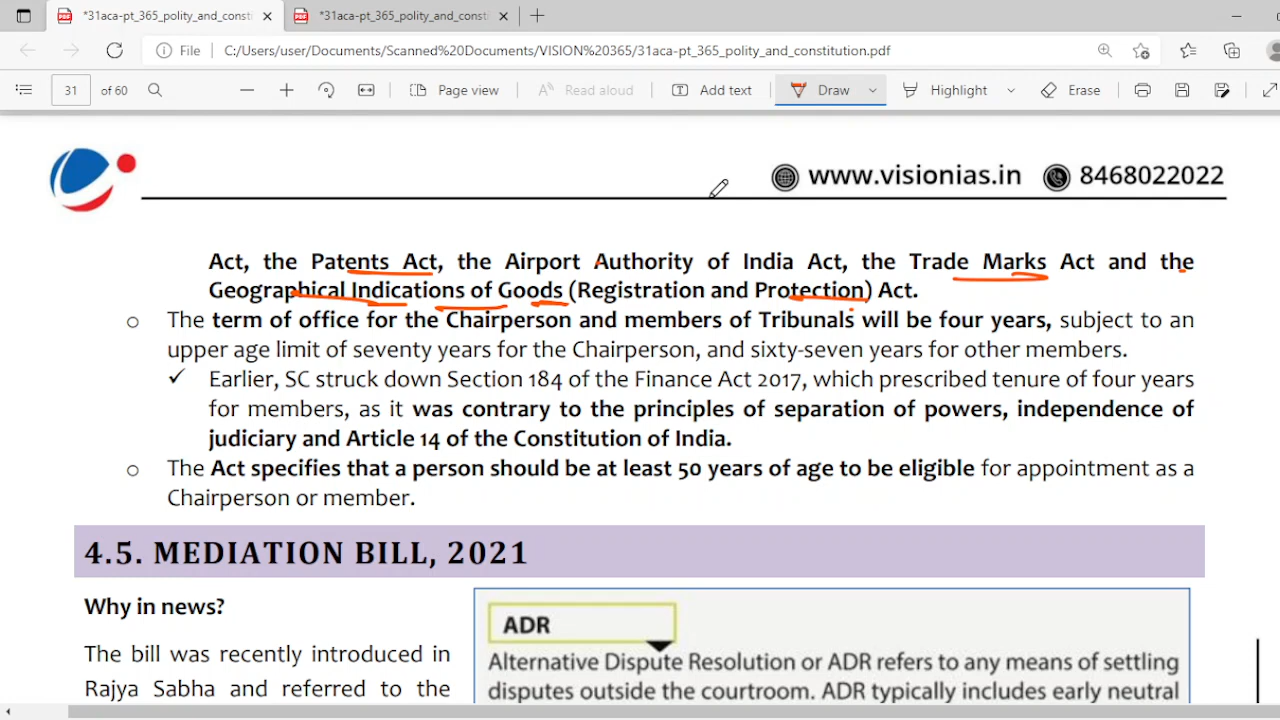 *31aca-pt_365_polity_and_consti
*31aca-pt_365_polity_and_consti
File
C:/Users/user/Documents/Scanned%20Documents/VISION%20365/31aca-pt_365_polity_and_constitution.pdf
31 of 60
Page view
Read aloud
Add text
Draw
Highlight
Erase
www.visionias.in 8468022022
Act, the Patents Act, the Airport Authority of India Act, the Trade Marks Act and the
Geographical Indications of Goods (Registration and Protection) Act.
o The term of office for the Chairperson and members of Tribunals will be four years, subject to an
upper age limit of seventy years for the Chairperson, and sixty-seven years for other members.
✓ Earlier, SC struck down Section 184 of the Finance Act 2017, which prescribed tenure of four years
for members, as it was contrary to the principles of separation of powers, independence of
judiciary and Article 14 of the Constitution of India.
o The Act specifies that a person should be at least 50 years of age to be eligible for appointment as a
Chairperson or member.
4.5. MEDIATION BILL, 2021
Why in news?
The bill was recently introduced in
Rajya Sabha and referred to the
ADR
Alternative Dispute Resolution or ADR refers to any means of settling
disputes outside the courtroom. ADR typically includes early neutral